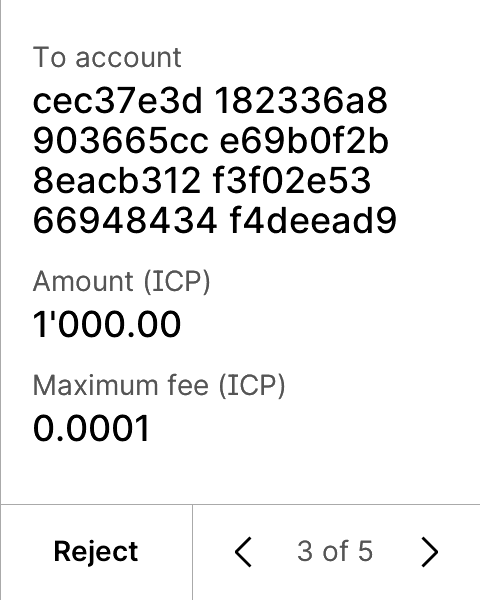 To account
cec37e3d 182336a8
903665cc e69b0f2b
8eacb312 f3f02e53
66948434 f4deead9
Amount (ICP)
1'000.00
Maximum fee (ICP)
0.0001
Reject
3 of 5